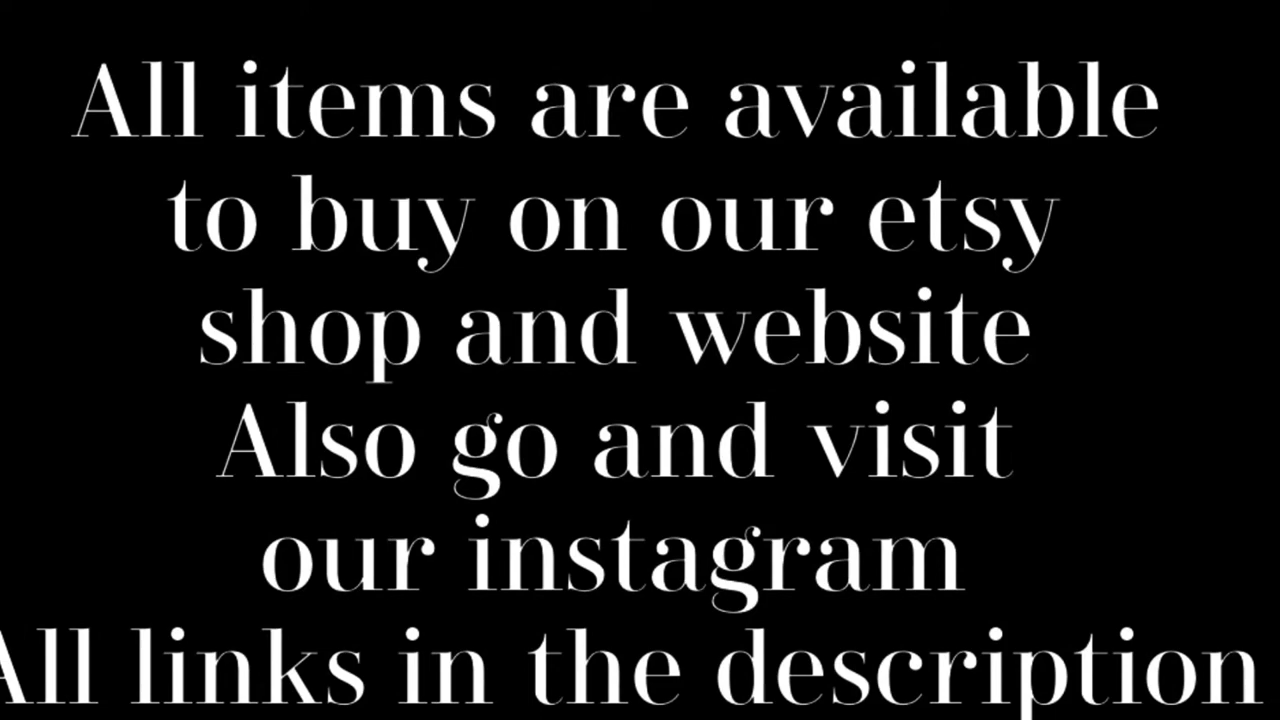 All items are available
to buy on our etsy
shop and website
Also go and visit
our instagram
All links in the description